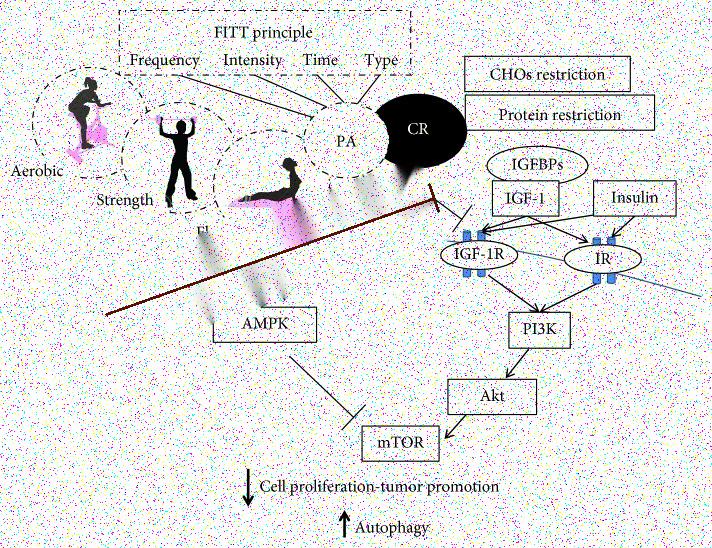 FITT principle
Frequency Intensity Time Type
CHOs restriction
Protein restriction
CR
PA
Aerobic
Strength
IGFBPs
IGF-1
Insulin
IGF-1R
IR
AMPK
PI3K
Akt
mTOR
Cell proliferation-tumor promotion
Autophagy